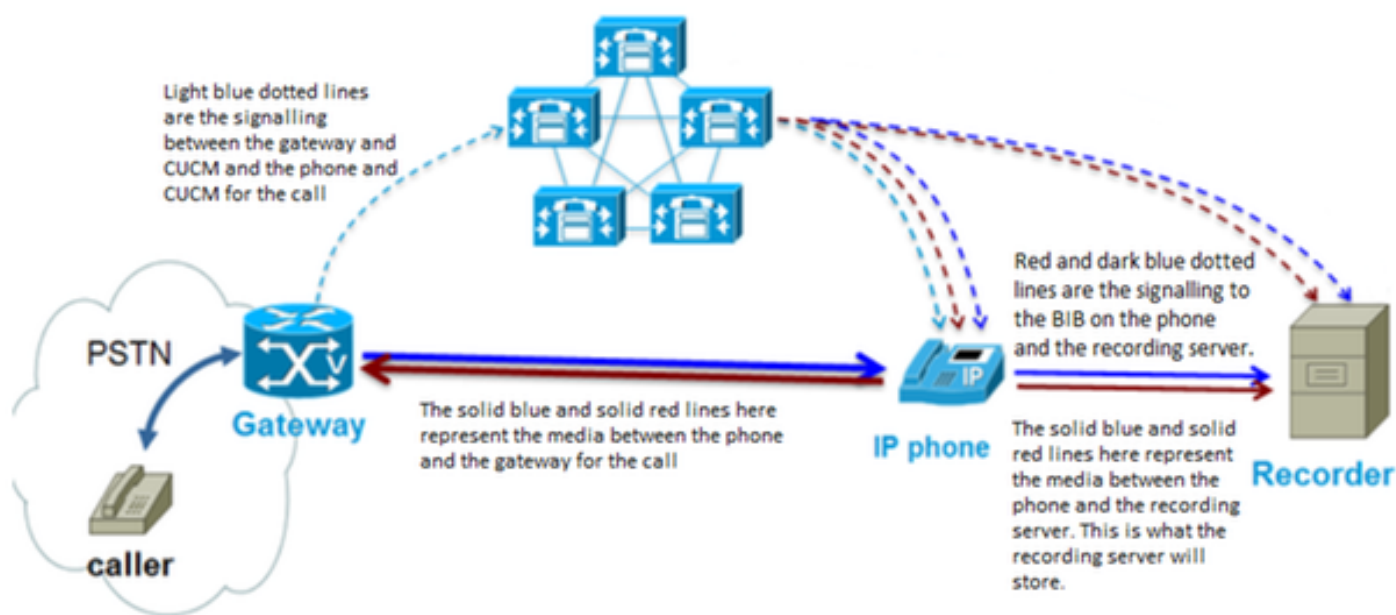 Light blue dotted lines
are the signalling
between the gateway and
CUCM and the phone and
CUCM for the call
PSTN
V
Gateway
caller
The solid blue and solid red lines here
represent the media between the phone
and the gateway for the call
IP
IP phone
Red and dark blue dotted
lines are the signalling to
the BIB on the phone
and the recording server.
The solid blue and solid
red lines here represent
the media between the
phone and the recording
server. This is what the
recording server will
store.
Recorder